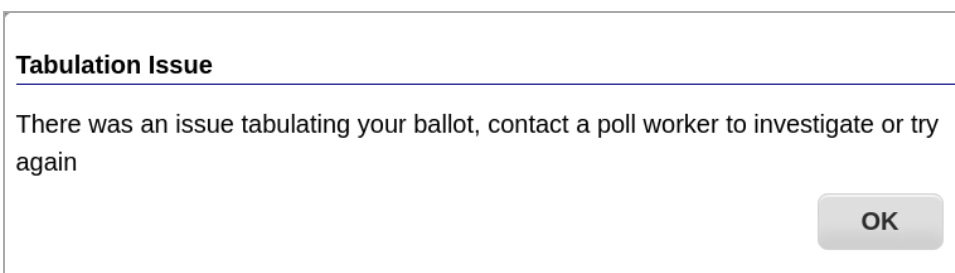 Tabulation Issue
There was an issue tabulating your ballot, contact a poll worker to investigate or try
again
OK